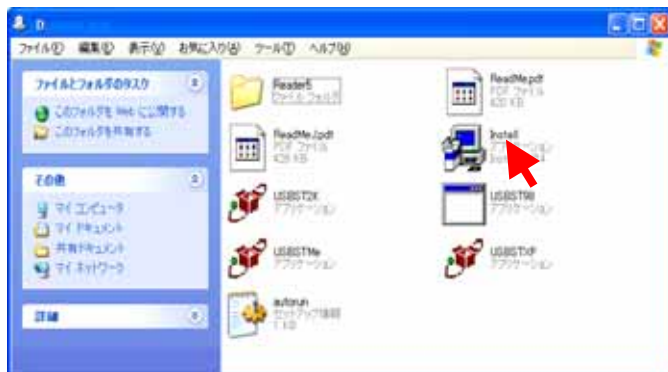 D
ファイル(F) 編集(E) 表示(V) お気に入り(A) ツール(T) ヘルプ(H)
ファイルとフォルダのタスク
このフォルダを Web に公開する
このフォルダを共有する
その他
マイ コンピュータ
マイ ドキュメント
共有ドキュメント
マイ ネットワーク
詳細
Reader5
ファイル フォルダ
ReadMe.pdf
PDF ファイル
420 KB
ReadMeJ.pdf
PDF ファイル
428 KB
Install
アプリケーション
USBST2K
アプリケーション
USBST98
アプリケーション
USBSTMe
アプリケーション
USBSTXP
アプリケーション
autorun
セットアップ情報
1 KB